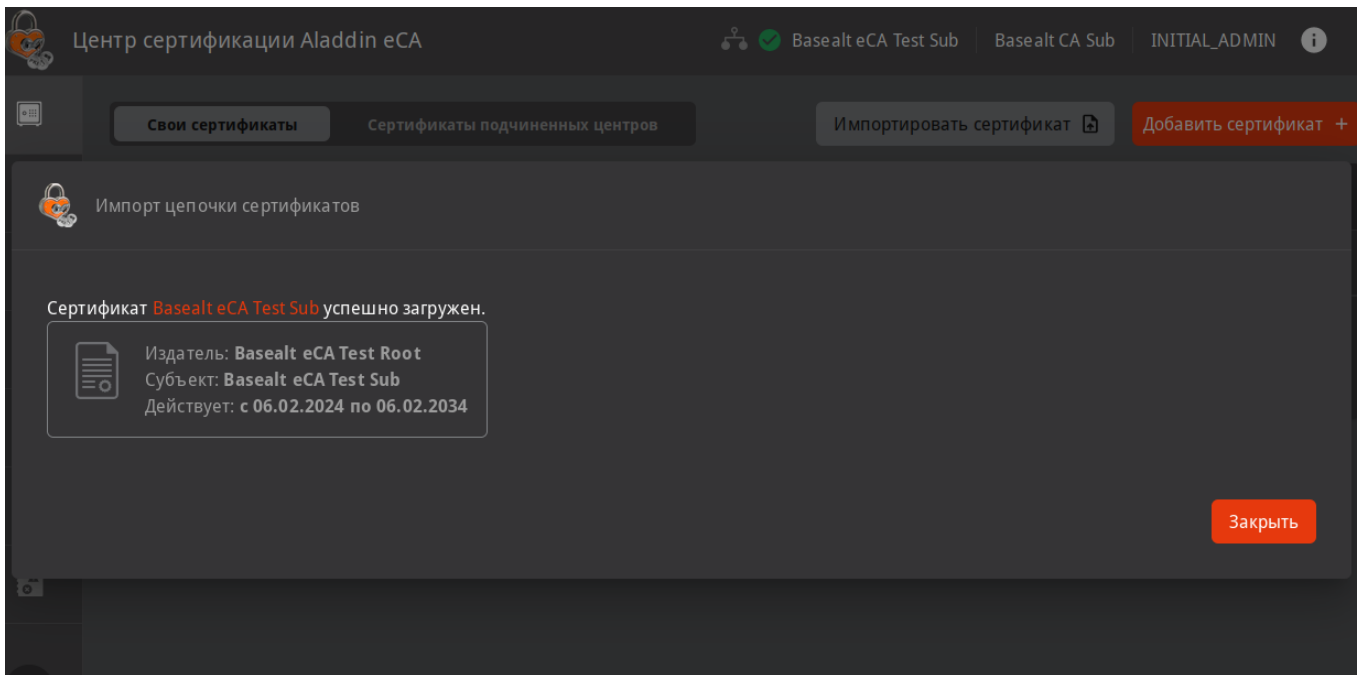 Центр сертификации Aladdin eCA
Basealt eCA Test Sub
Basealt CA Sub
INITIAL_ADMIN
Свои сертификаты
Сертификаты подчиненных центров
Импортировать сертификат
Добавить сертификат +
Импорт цепочки сертификатов
Сертификат Basealt eCA Test Sub успешно загружен.
Издатель: Basealt eCA Test Root
Субъект: Basealt eCA Test Sub
Действует: с 06.02.2024 по 06.02.2034
Закрыть